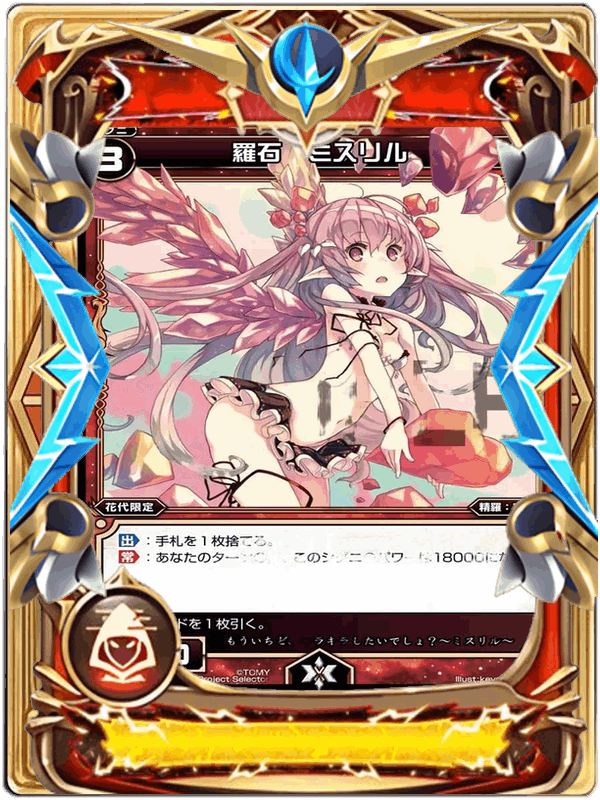 3
羅石 ミスリル
花代限定
精羅:
出:手札を1枚捨てる。
常:あなたのター このシグニのパワー は18000にな
ドを1枚引く。
もういちど、 ラキラしたいでしょ?～ミスリル～
©TOMY
Project Selector
Illust: